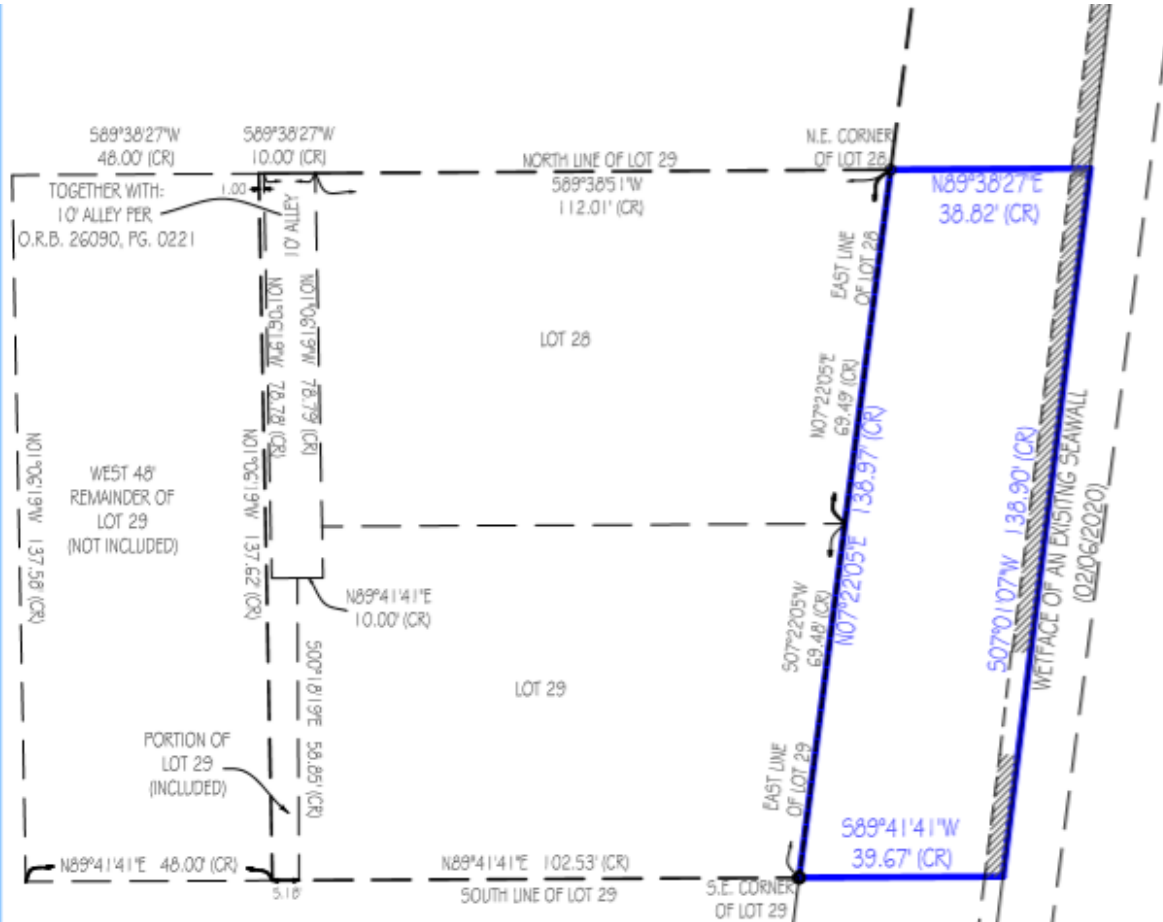 S89°38'27"W
48.00' (CR)
S89°38'27"W
10.00' (CR)
N.E. CORNER
OF LOT 28
NORTH LINE OF LOT 29
S89°38'51"W
112.01' (CR)
N89°38'27"E
38.82' (CR)
TOGETHER WITH:
10' ALLEY PER
O.R.B. 26090, PG. 0221
1.00
10' ALLEY
EAST LINE
OF LOT 28
N01°06'19"W 78.78' (CR)
N01°06'19"W 78.79' (CR)
LOT 28
N07°22'05"E
69.49' (CR)
N07°22'05"E 138.97' (CR)
S07°01'07"W 138.90' (CR)
WETFACE OF AN EXISITNG SEAWALL
(02/06/2020)
N01°06'19"W 137.58' (CR)
WEST 48'
REMAINDER OF
LOT 29
(NOT INCLUDED)
N01°06'19"W 137.62' (CR)
N89°41'41"E
10.00' (CR)
S07°22'05"W
69.48' (CR)
S00°18'19"E 58.85' (CR)
LOT 29
PORTION OF
LOT 29
(INCLUDED)
EAST LINE
OF LOT 29
S89°41'41"W
39.67' (CR)
N89°41'41"E 48.00' (CR)
5.18'
N89°41'41"E 102.53' (CR)
SOUTH LINE OF LOT 29
S.E. CORNER
OF LOT 29